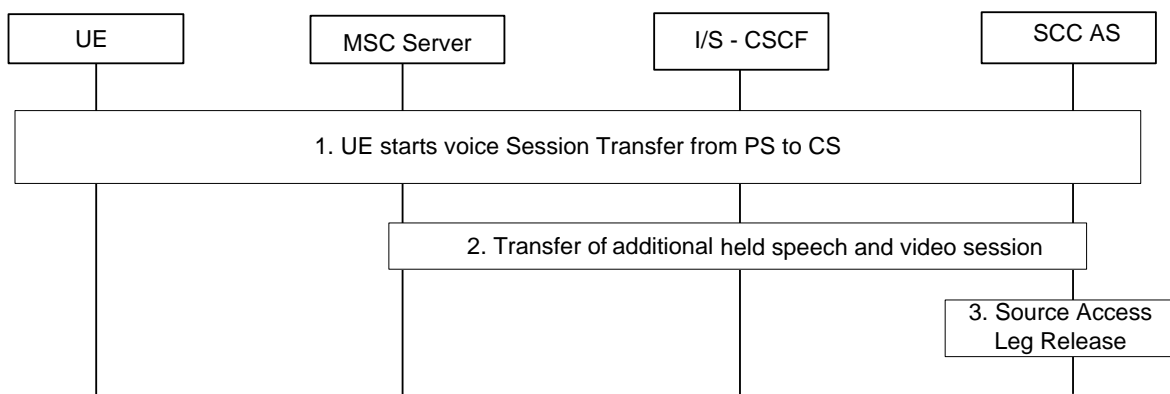 UE
MSC Server
I/S - CSCF
SCC AS
1. UE starts voice Session Transfer from PS to CS
2. Transfer of additional held speech and video session
3. Source Access
Leg Release